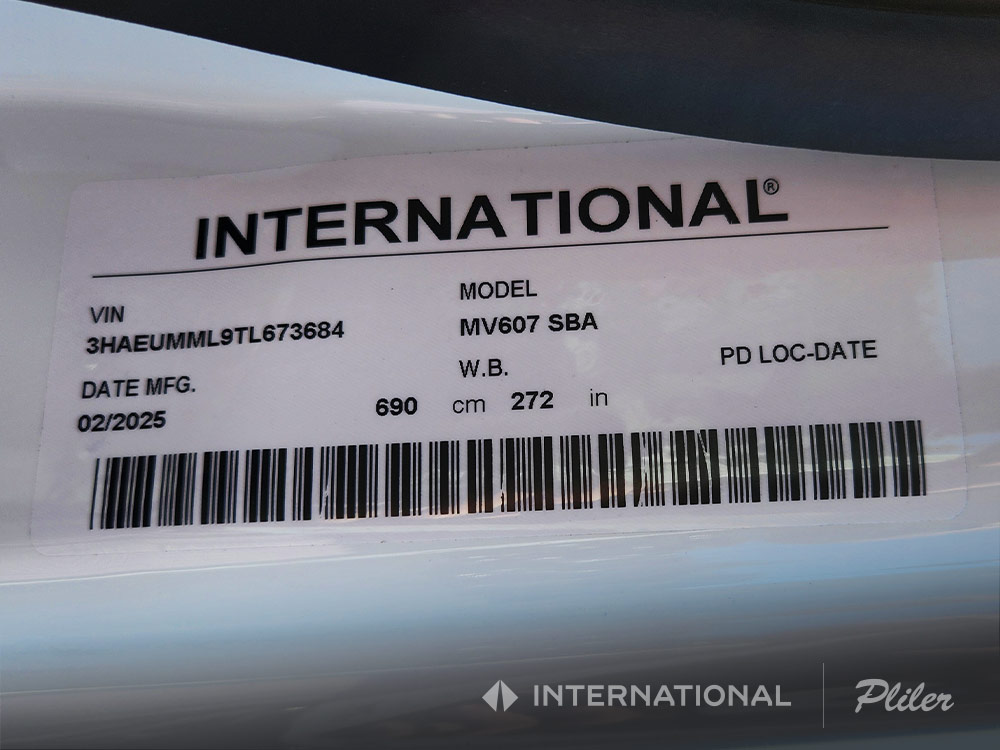 INTERNATIONAL®
VIN
3HAEUMML9TL673684
MODEL
MV607 SBA
DATE MFG.
02/2025
W.B.
690 cm 272 in
PD LOC-DATE
INTERNATIONAL® Pliler